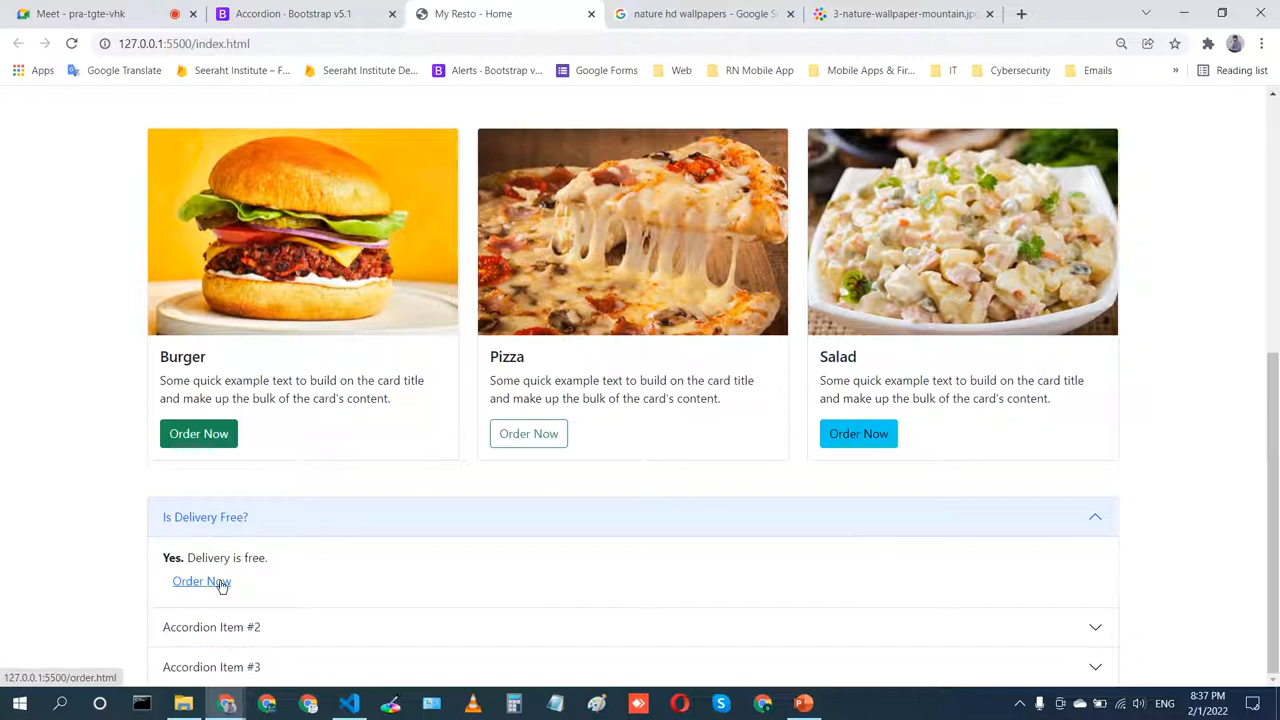 Meet - pra-tgte-vhi
Accordion · Bootstrap v5.1
My Resto - Home
nature hd wallpapers - Google S
3-nature-wallpaper-mountain.jp
127.0.0.1:5500/index.html
Apps
Google Translate
Seeraht Institute – F...
Seeraht Institute De...
Alerts · Bootstrap v...
Google Forms
Web
RN Mobile App
Mobile Apps & Fir...
IT
Cybersecurity
Emails
»
Reading list
Burger
Some quick example text to build on the card title
and make up the bulk of the card's content.
Order Now
Pizza
Some quick example text to build on the card title
and make up the bulk of the card's content.
Order Now
Salad
Some quick example text to build on the card title
and make up the bulk of the card's content.
Order Now
Is Delivery Free?
Yes. Delivery is free.
Order Now
Accordion Item #2
Accordion Item #3
127.0.0.1:5500/order.html
ENG
8:37 PM
2/1/2022